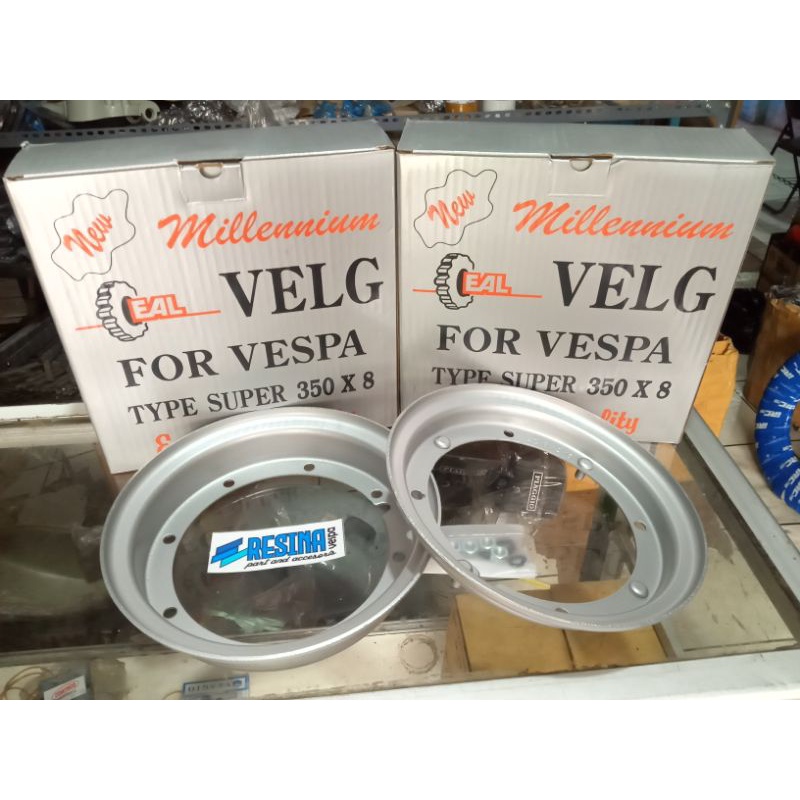 New
Millennium
EAL
VELG
FOR VESPA
TYPE SUPER 350 X 8
New
Millennium
EAL
VELG
FOR VESPA
TYPE SUPER 350 X 8
RESINA
vespa
part and accesoris
PIAGGIO